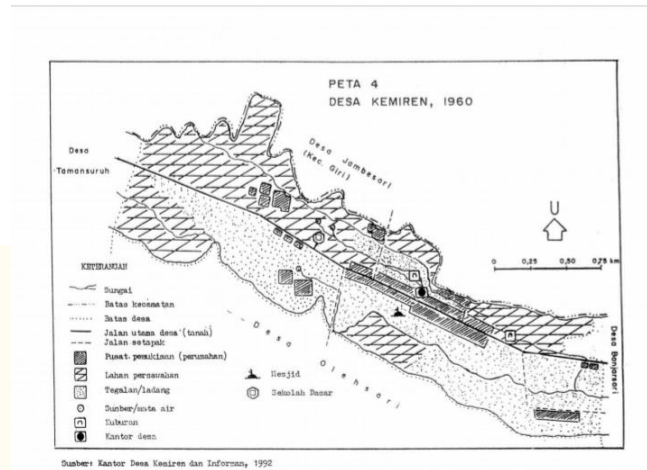 PETA 4
DESA KEMIREN, 1960
Desa
Tamansuruh
Desa Jambesari
(Kec. Giri)
U
0 0,25 0,50 0,75 km
Desa Banjarsari
Desa Olehsari
KETERANGAN
Sungai
Batas kecamatan
Batas desa
Jalan utama desa (tanah)
Jalan setapak
Pusat pemukiman (perumahan)
Lahan persawahan
Tegalan/ladang
Sumber/mata air
Kuburan
Kantor desa
Mesjid
Sekolah Dasar
Sumber: Kantor Desa Kemiren dan Informan, 1992